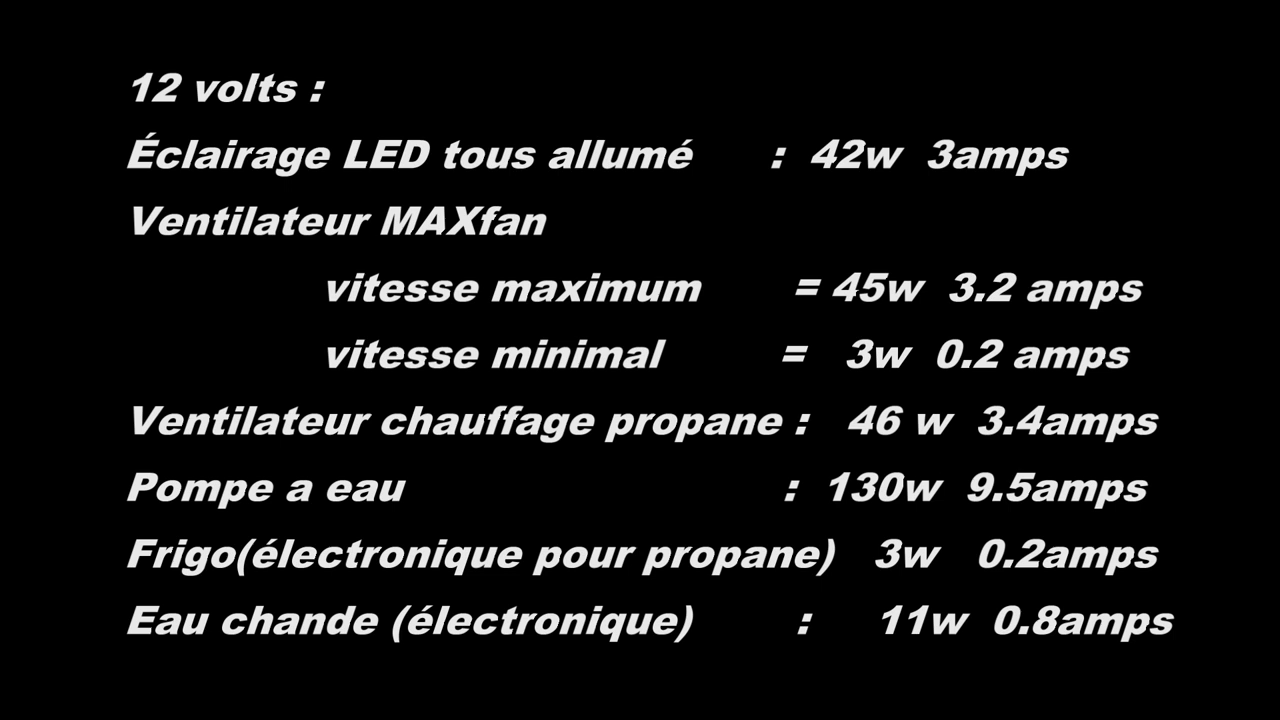 12 volts :
Éclairage LED tous allumé : 42w 3amps
Ventilateur MAXfan
vitesse maximum = 45w 3.2 amps
vitesse minimal = 3w 0.2 amps
Ventilateur chauffage propane : 46 w 3.4amps
Pompe a eau : 130w 9.5amps
Frigo(électronique pour propane) 3w 0.2amps
Eau chande (électronique) : 11w 0.8amps